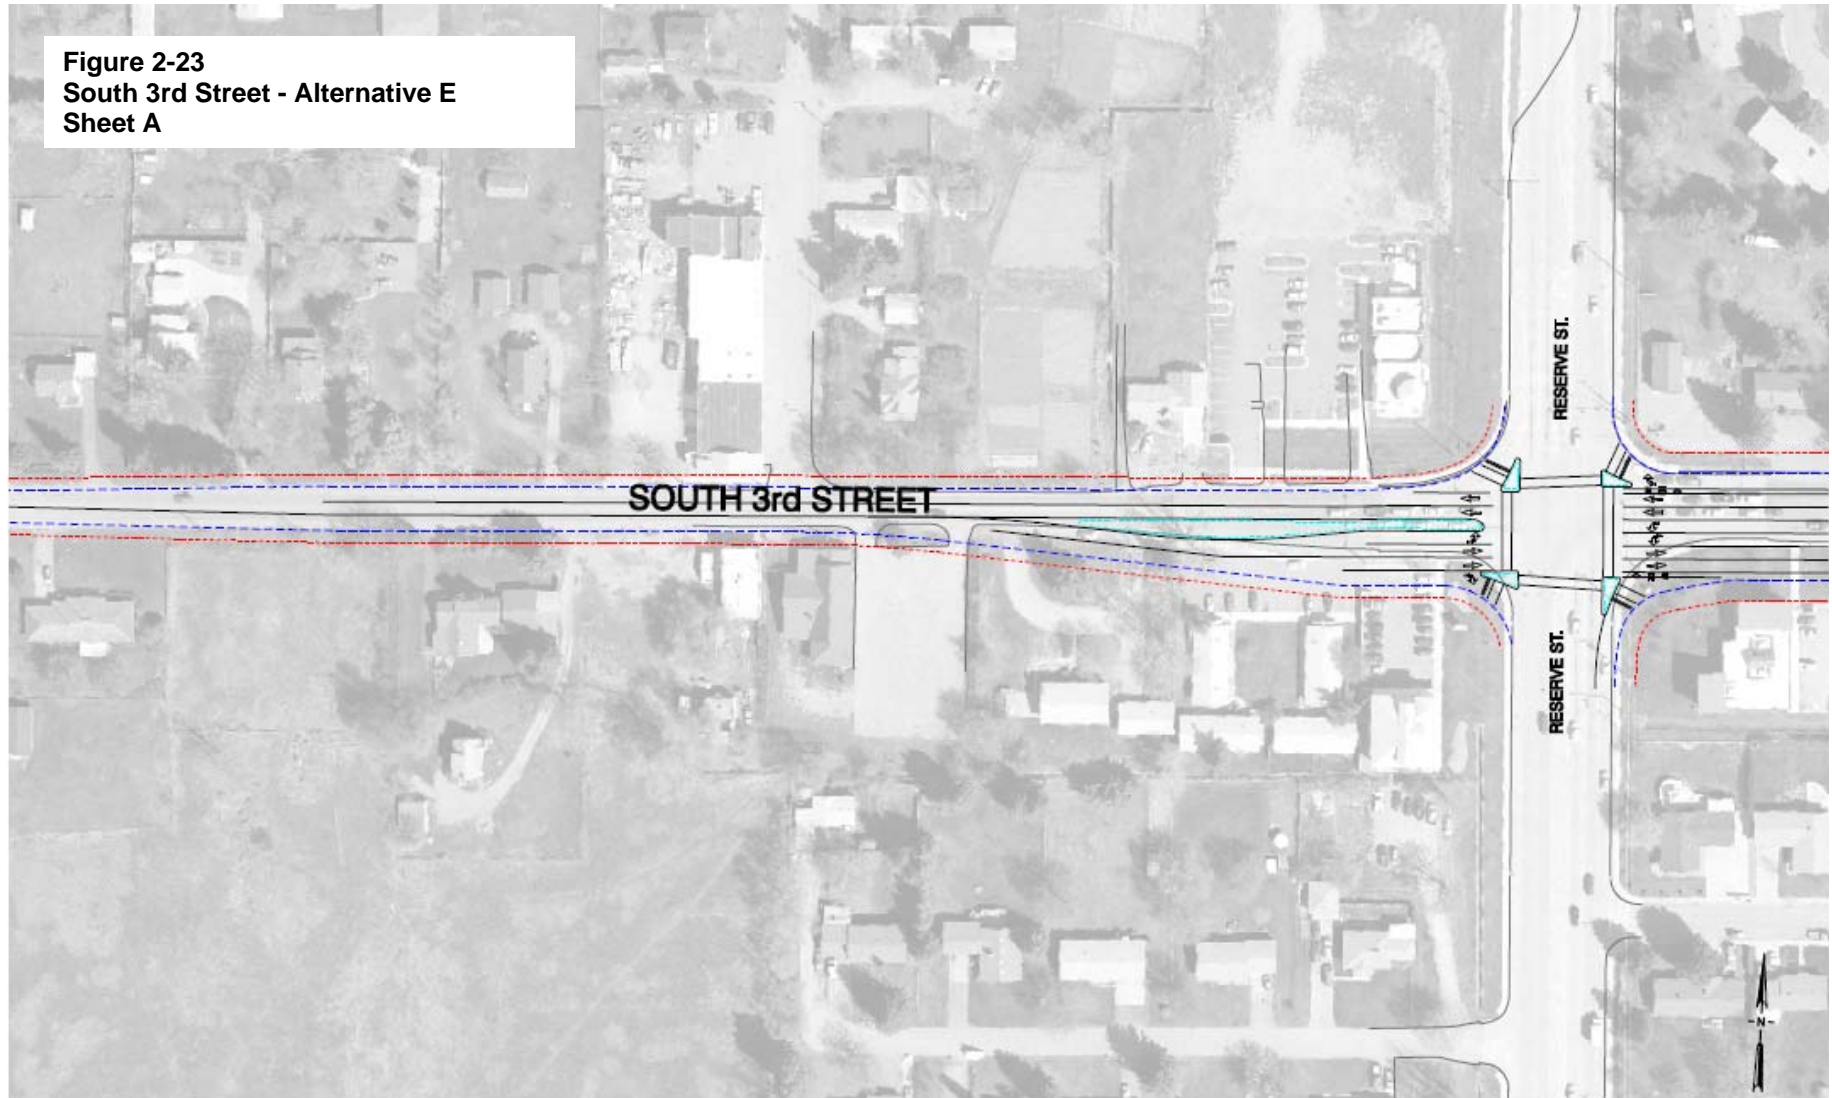 Figure 2-23
South 3rd Street - Alternative E
Sheet A
RESERVE ST.
SOUTH 3rd STREET
RESERVE ST.
N